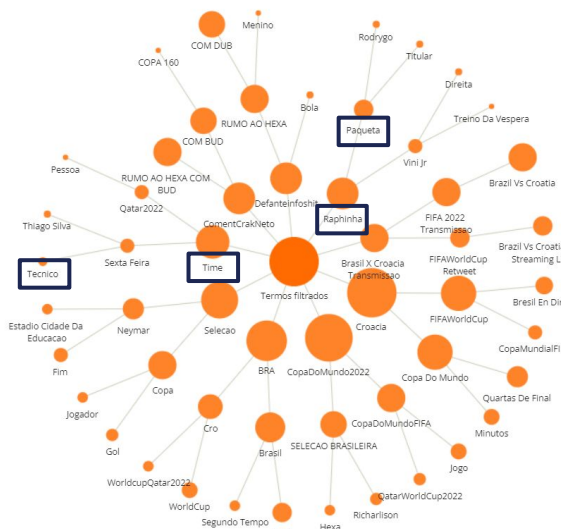 Menino
COM DUB
Rodrygo
Titular
COPA 160
Direita
Bola
RUMO AO HEXA
Paqueta
Treino Da Vespera
COM BUD
Vini Jr
Pessoa
RUMO AO HEXA COM
BUD
Brazil Vs Croatia
Defanteinfoshit
Qatar2022
ComentCrakNeto
Raphinha
FIFA 2022
Transmissao
Thiago Silva
Brasil X Croacia
Transmissao
Brazil Vs Croatia
Streaming L
Sexta Feira
Time
FIFAWorldCup
Retweet
Tecnico
Termos filtrados
Bresil En Dir
Selecao
Croacia
FIFAWorldCup
Estadio Cidade Da
Educacao
Neymar
CopaMundialFI
Fim
BRA
CopaDoMundo2022
Copa Do Mundo
Copa
Quartas De Final
Jogador
Cro
CopaDoMundoFIFA
Minutos
Gol
Brasil
SELECAO BRASILEIRA
Jogo
WorldcupQatar2022
QatarWorldCup2022
WorldCup
Segundo Tempo
Hexa
Richarlison